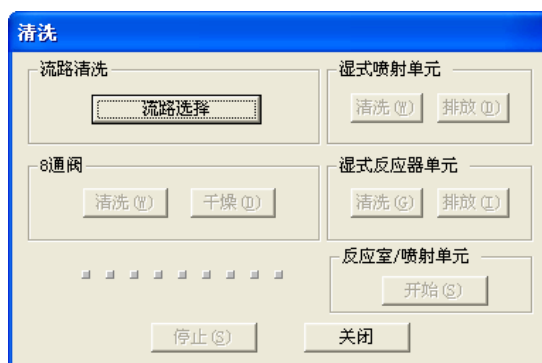 清洗
流路清洗
流路选择
湿式喷射单元
清洗(W) 排放(D)
8通阀
清洗(W) 干燥(D)
湿式反应器单元
清洗(G) 排放(I)
反应室/喷射单元
开始(S)
停止(S) 关闭